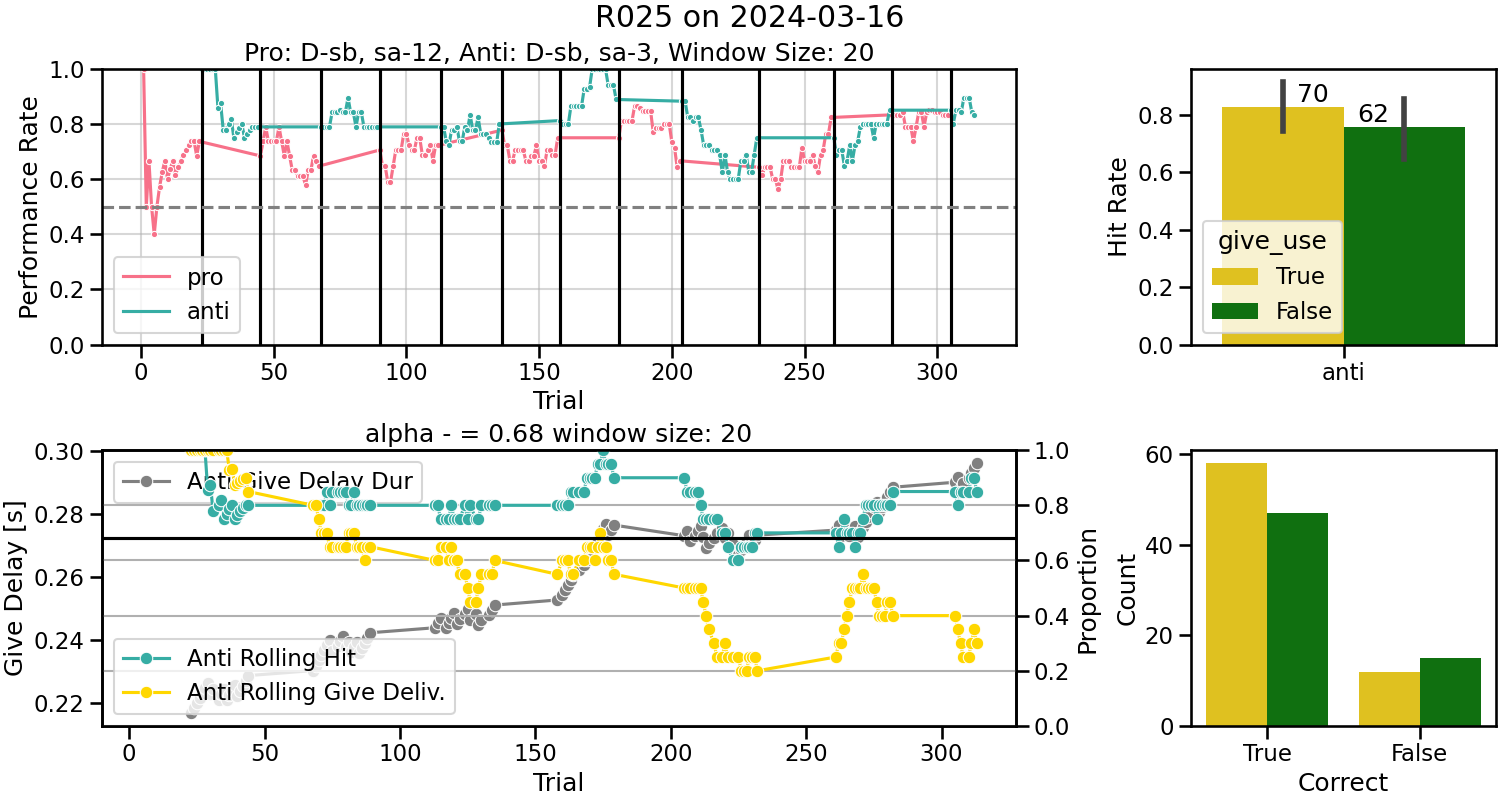 R025 on 2024-03-16
Pro: D-sb, sa-12, Anti: D-sb, sa-3, Window Size: 20
Performance Rate
1.0
0.8
0.6
0.4
0.2
0.0
pro
anti
0 50 100 150 200 250 300
Trial
Hit Rate
0.8
0.6
0.4
0.2
0.0
70
62
give_use
True
False
anti
alpha - = 0.68 window size: 20
Give Delay [s]
0.30
0.28
0.26
0.24
0.22
Anti Give Delay Dur
Anti Rolling Hit
Anti Rolling Give Deliv.
1.0
0.8
0.6
0.4
0.2
0.0
Proportion
0 50 100 150 200 250 300
Trial
Count
60
40
20
0
True False
Correct